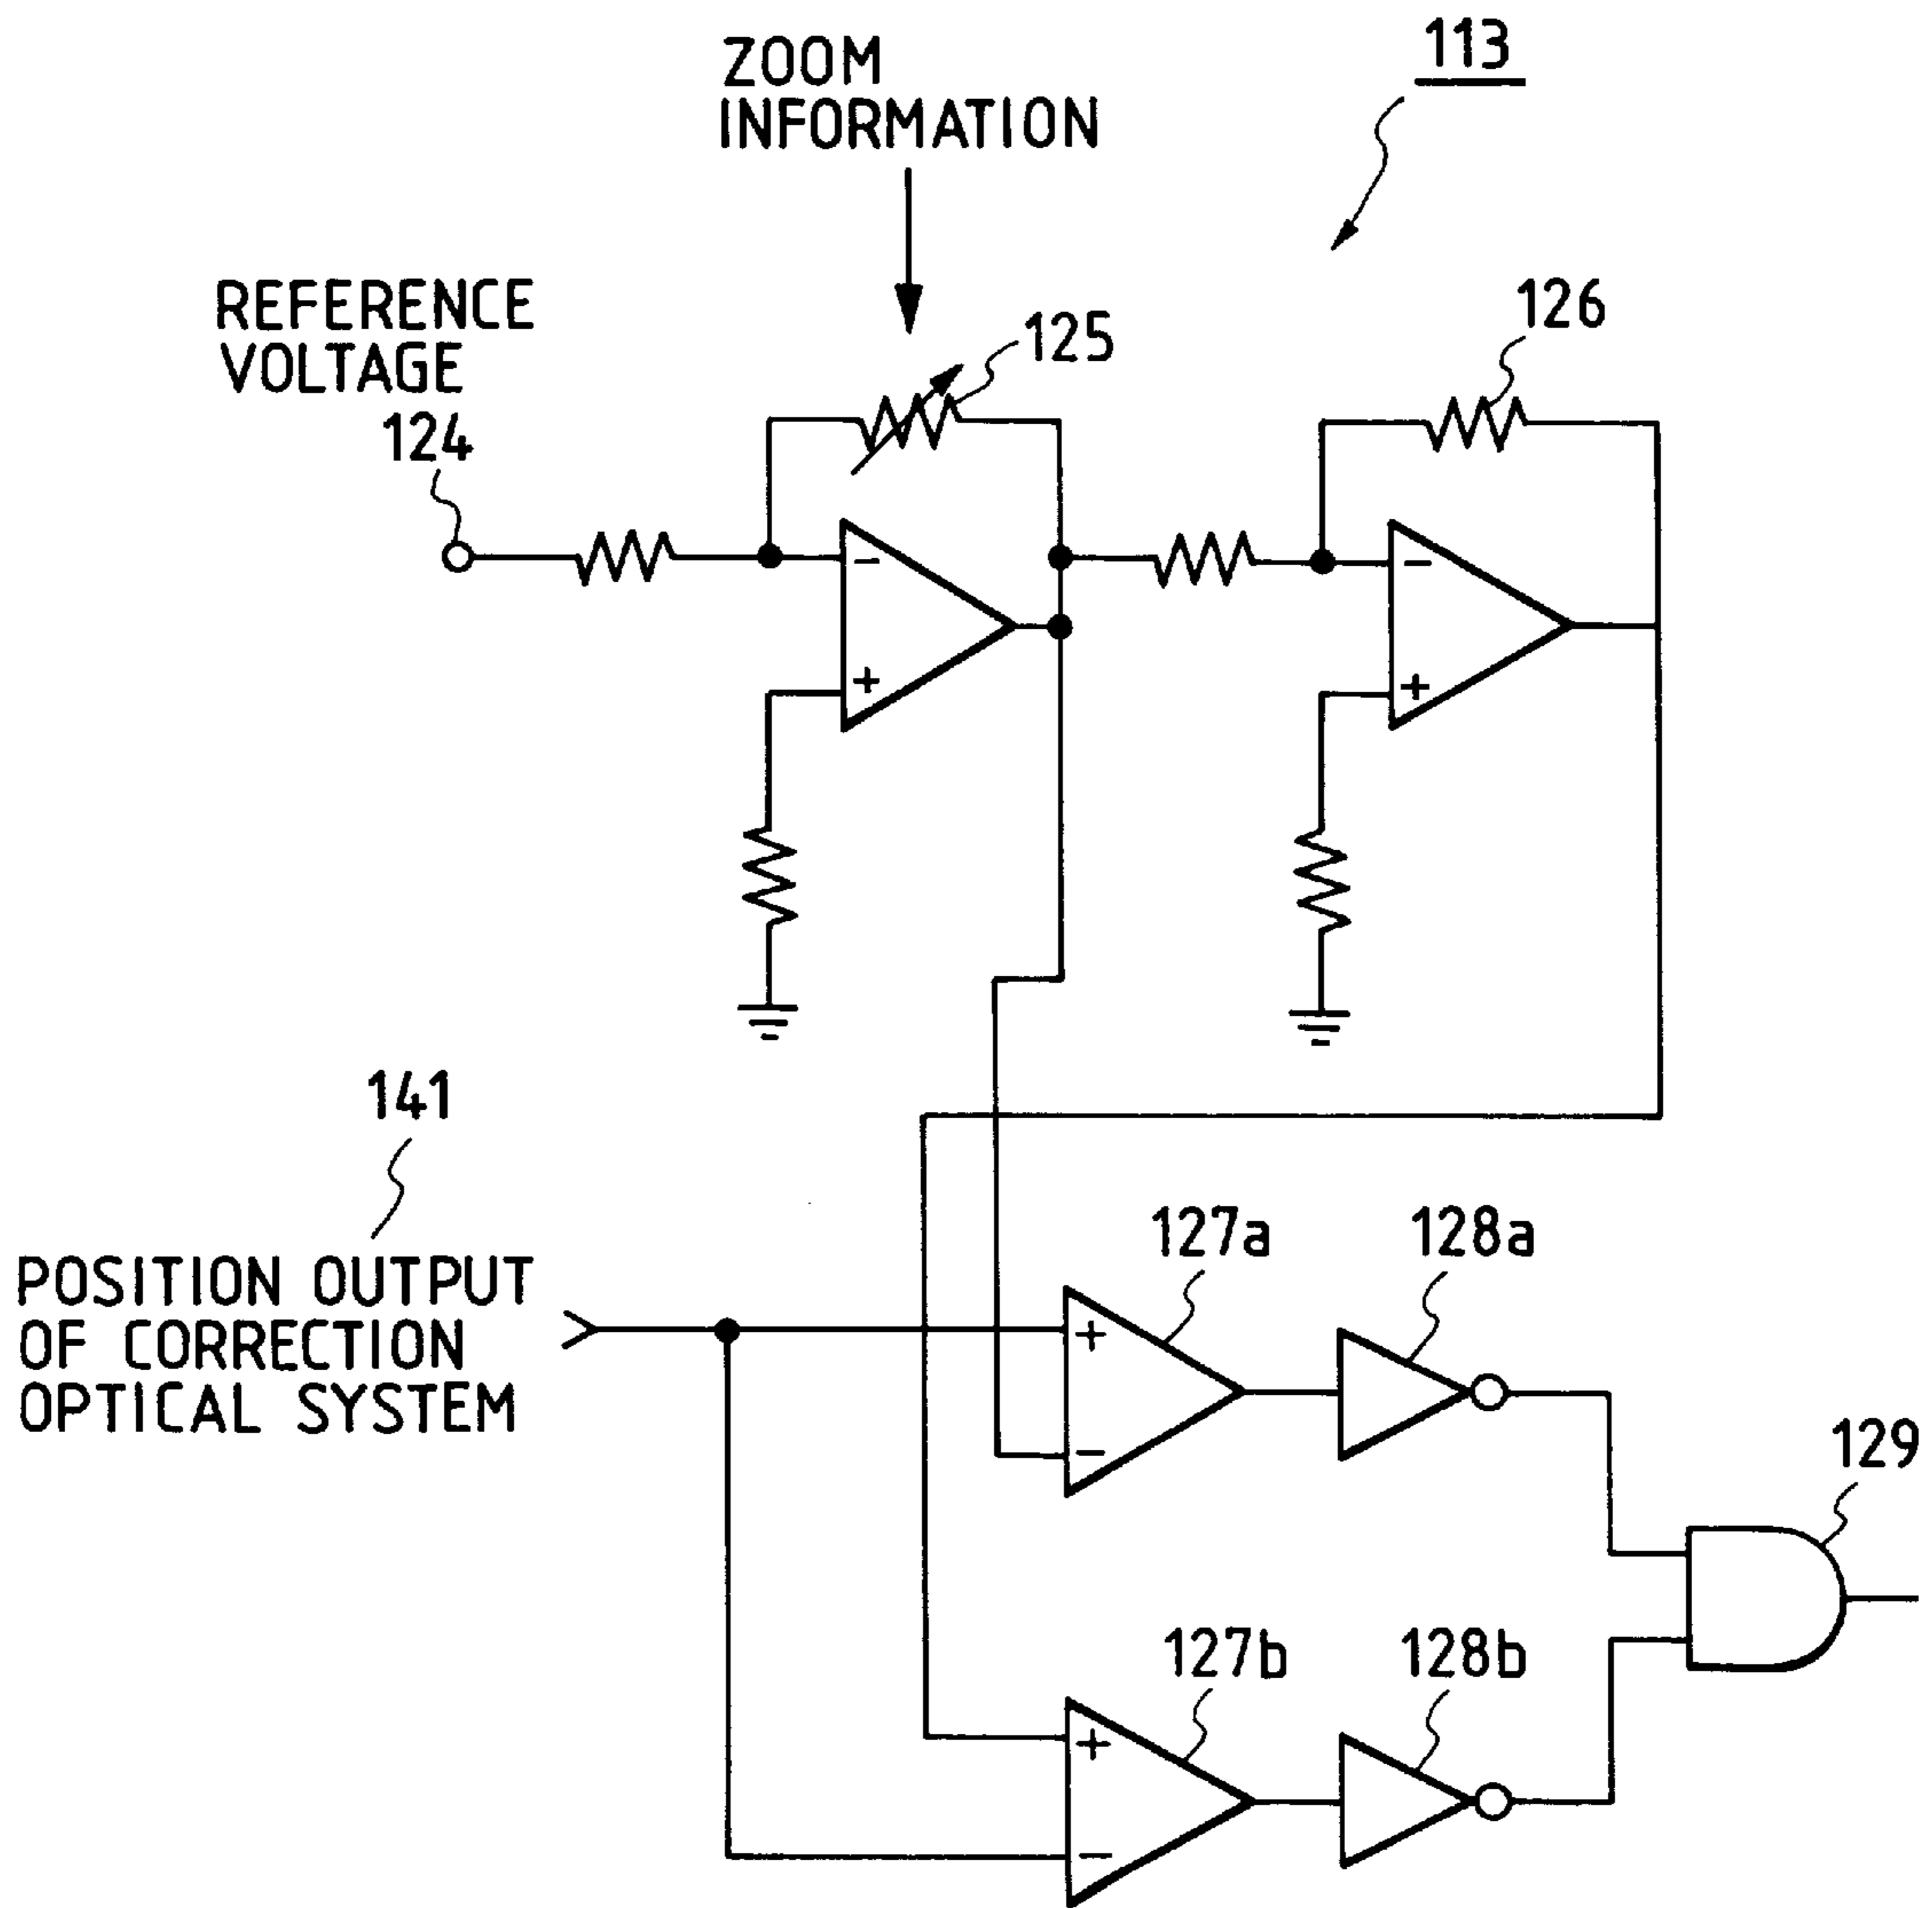 ZOOM
INFORMATION
113
REFERENCE
VOLTAGE
124
125
126
-
+
-
+
141
POSITION OUTPUT
OF CORRECTION
OPTICAL SYSTEM
127a
128a
+
-
129
127b
128b
+
-